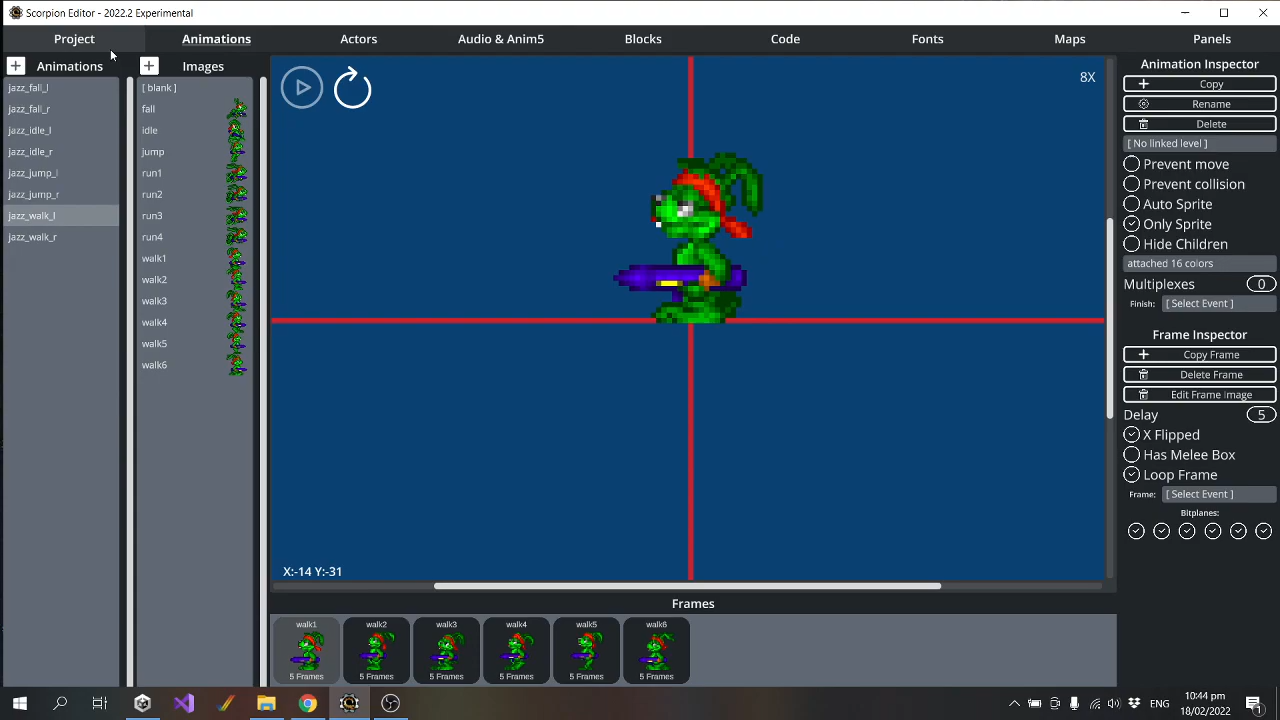 Scorpion Editor - 2022.2 Experimental
Project
Animations
Actors
Audio & Anim5
Blocks
Code
Fonts
Maps
Panels
Animations
jazz_fall_l
jazz_fall_r
jazz_idle_l
jazz_idle_r
jazz_jump_l
jazz_jump_r
jazz_walk_l
jazz_walk_r
Images
[ blank ]
fall
idle
jump
run1
run2
run3
run4
walk1
walk2
walk3
walk4
walk5
walk6
8X
X:-14 Y:-31
Frames
walk1
5 Frames
walk2
5 Frames
walk3
5 Frames
walk4
5 Frames
walk5
5 Frames
walk6
5 Frames
Animation Inspector
Copy
Rename
Delete
[ No linked level ]
Prevent move
Prevent collision
Auto Sprite
Only Sprite
Hide Children
attached 16 colors
Multiplexes 0
Finish: [ Select Event ]
Frame Inspector
Copy Frame
Delete Frame
Edit Frame Image
Delay 5
X Flipped
Has Melee Box
Loop Frame
Frame: [ Select Event ]
Bitplanes:
ENG
10:44 pm
18/02/2022
1